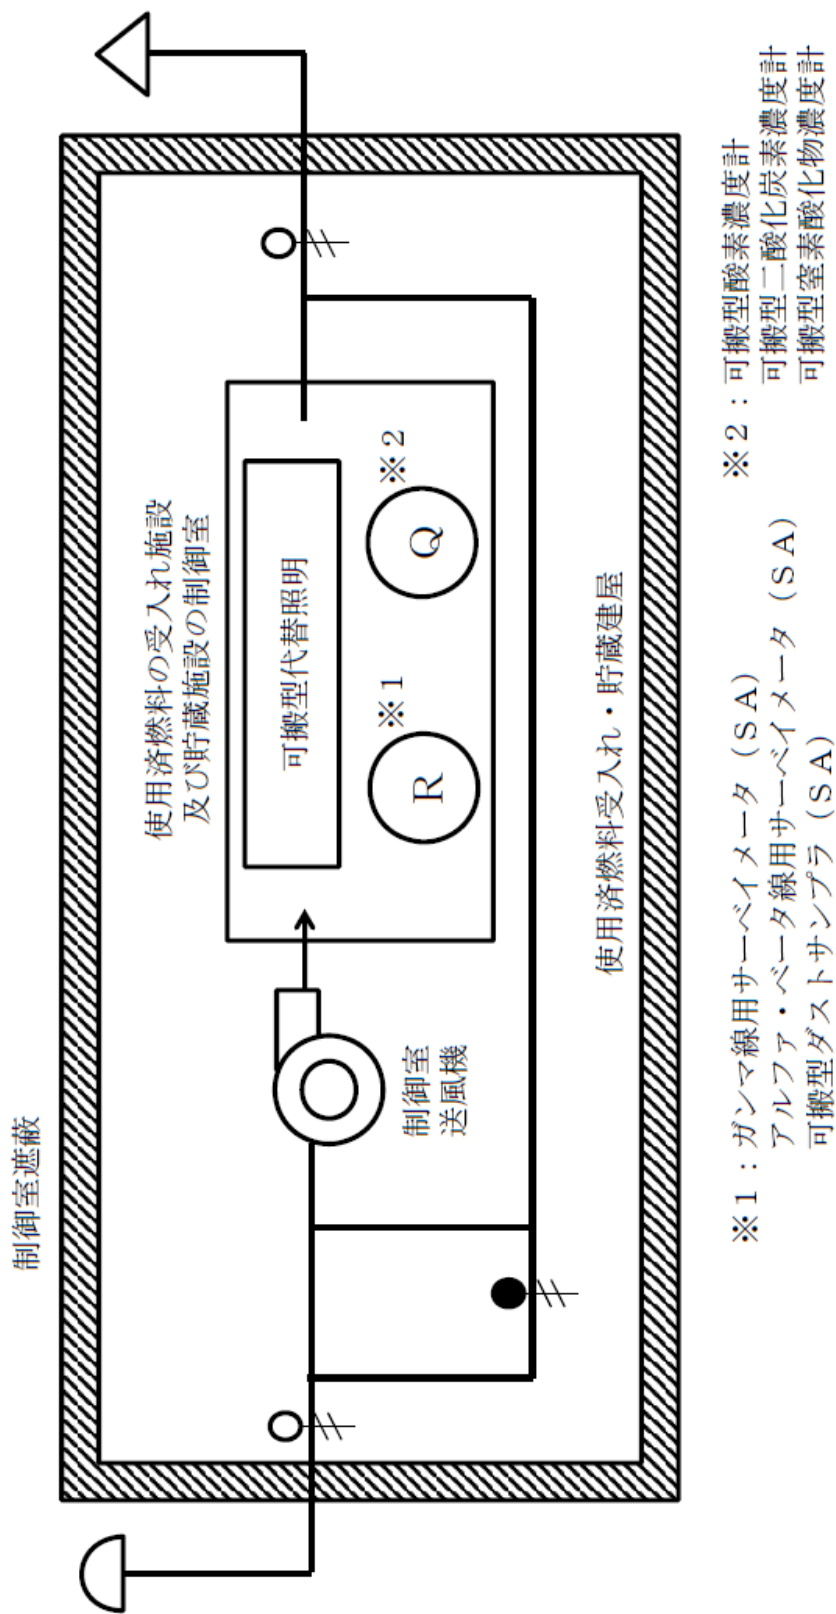 制御室遮蔽
使用済燃料の受入れ施設
及び貯蔵施設の制御室
可搬型代替照明
R
※1
Q
※2
制御室
送風機
使用済燃料受入れ・貯蔵建屋
※1：ガンマ線用サーベイメータ（SA）
アルファ・ベータ線用サーベイメータ（SA）
可搬型ダストサンプラ（SA）
※2：可搬型酸素濃度計
可搬型二酸化炭素濃度計
可搬型窒素酸化物濃度計